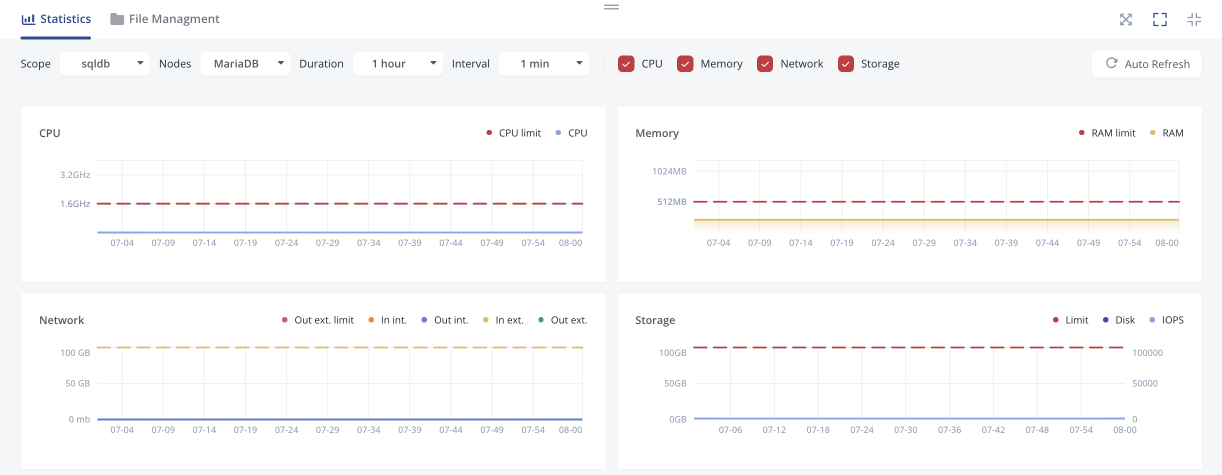 Statistics File Managment
Scope sqldb Nodes MariaDB Duration 1 hour Interval 1 min CPU Memory Network Storage Auto Refresh
CPU CPU limit CPU
3.2GHz
1.6GHz
07-04 07-09 07-14 07-19 07-24 07-29 07-34 07-39 07-44 07-49 07-54 08-00
Memory RAM limit RAM
1024MB
512MB
07-04 07-09 07-14 07-19 07-24 07-29 07-34 07-39 07-44 07-49 07-54 08-00
Network Out ext. limit In int. Out int. In ext. Out ext.
100 GB
50 GB
0 mb
07-04 07-09 07-14 07-19 07-24 07-29 07-34 07-39 07-44 07-49 07-54 08-00
Storage Limit Disk IOPS
100GB 100000
50GB 50000
0GB 0
07-06 07-12 07-18 07-24 07-30 07-36 07-42 07-48 07-54 08-00